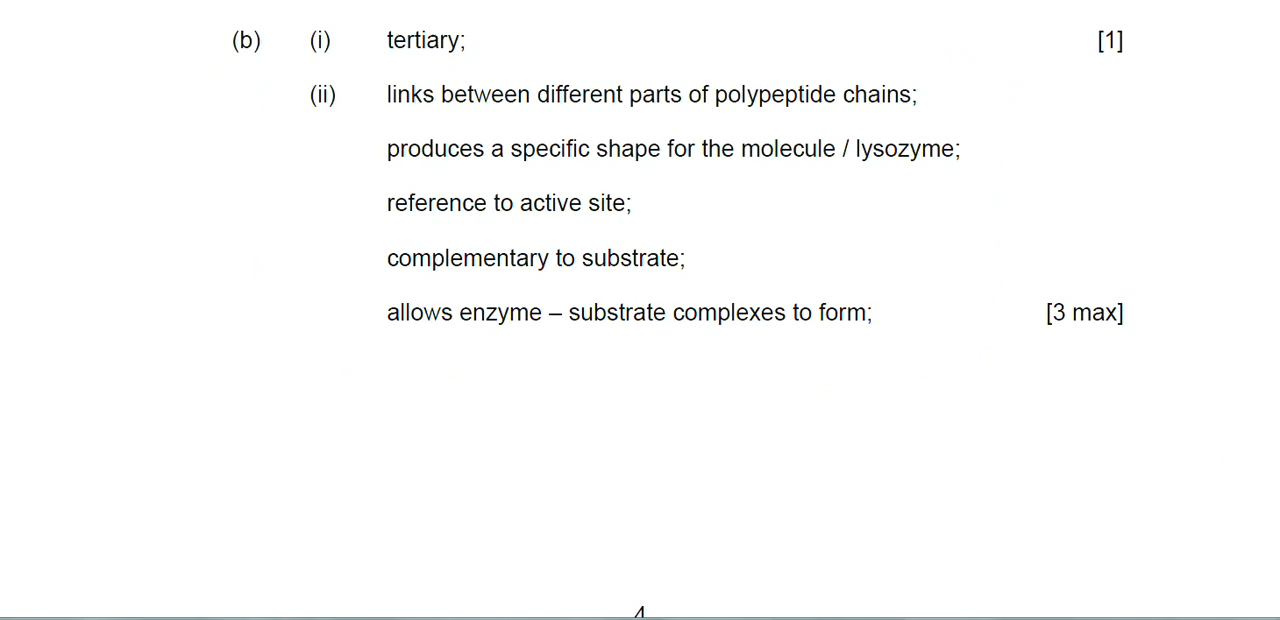 (b) (i) tertiary; [1]
(ii) links between different parts of polypeptide chains;
produces a specific shape for the molecule / lysozyme;
reference to active site;
complementary to substrate;
allows enzyme – substrate complexes to form; [3 max]